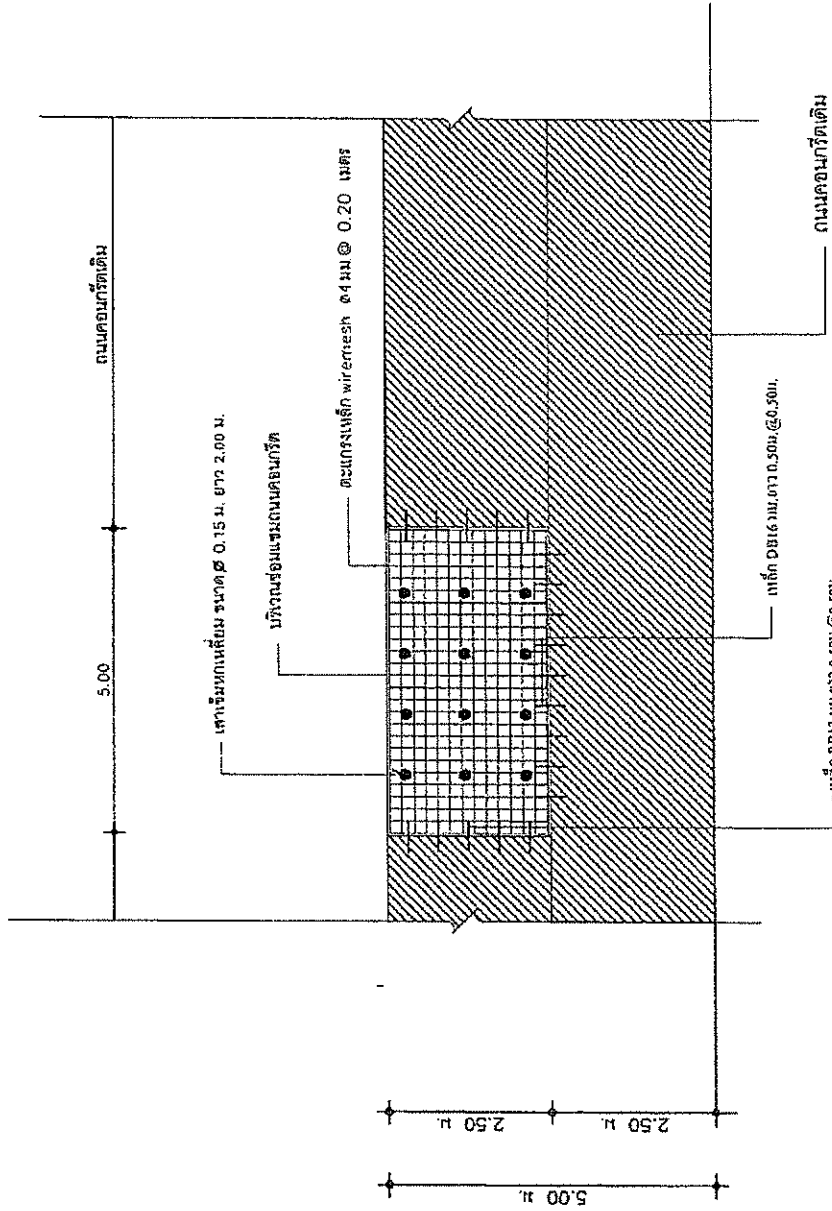 ถนนคอนกรีตเดิม
5.00
เสาเข็มหกเหลี่ยม ขนาด Ø 0.15 ม. ยาว 2.00 ม.
บริเวณซ่อมแซมถนนคอนกรีต
ตะแกรงเหล็ก wiremesh ø4 มม @ 0.20 เมตร
2.50 ม.
2.50 ม.
5.00 ม.
เหล็ก DB16 มม.ยาว 0.50ม.@0.50ม.
ถนนคอนกรีตเดิม